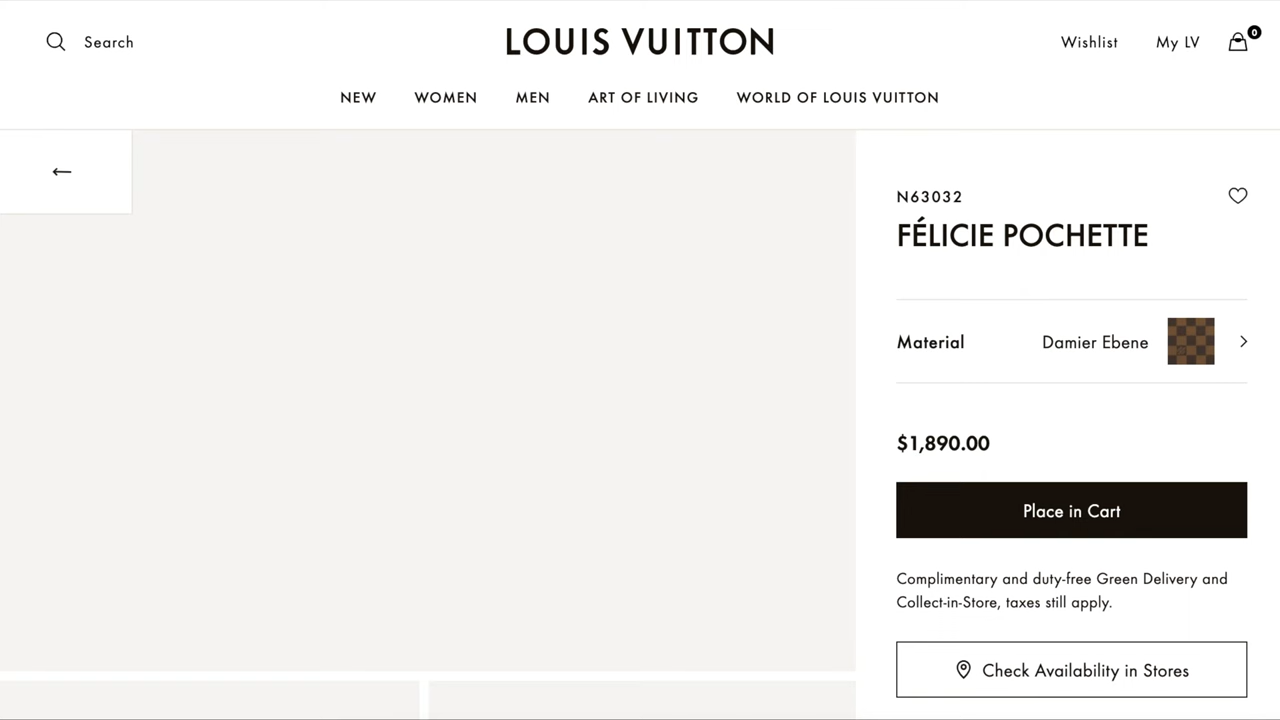 Search
LOUIS VUITTON
Wishlist
My LV
0
NEW WOMEN MEN ART OF LIVING WORLD OF LOUIS VUITTON
N63032
FÉLICIE POCHETTE
Material Damier Ebene
$1,890.00
Place in Cart
Complimentary and duty-free Green Delivery and
Collect-in-Store, taxes still apply.
Check Availability in Stores